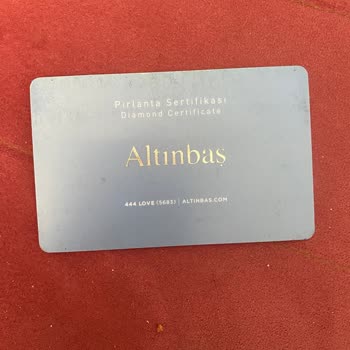 Pırlanta Sertifikası
Diamond Certificate
Altınbaş
444 LOVE (5683) | ALTINBAS.COM